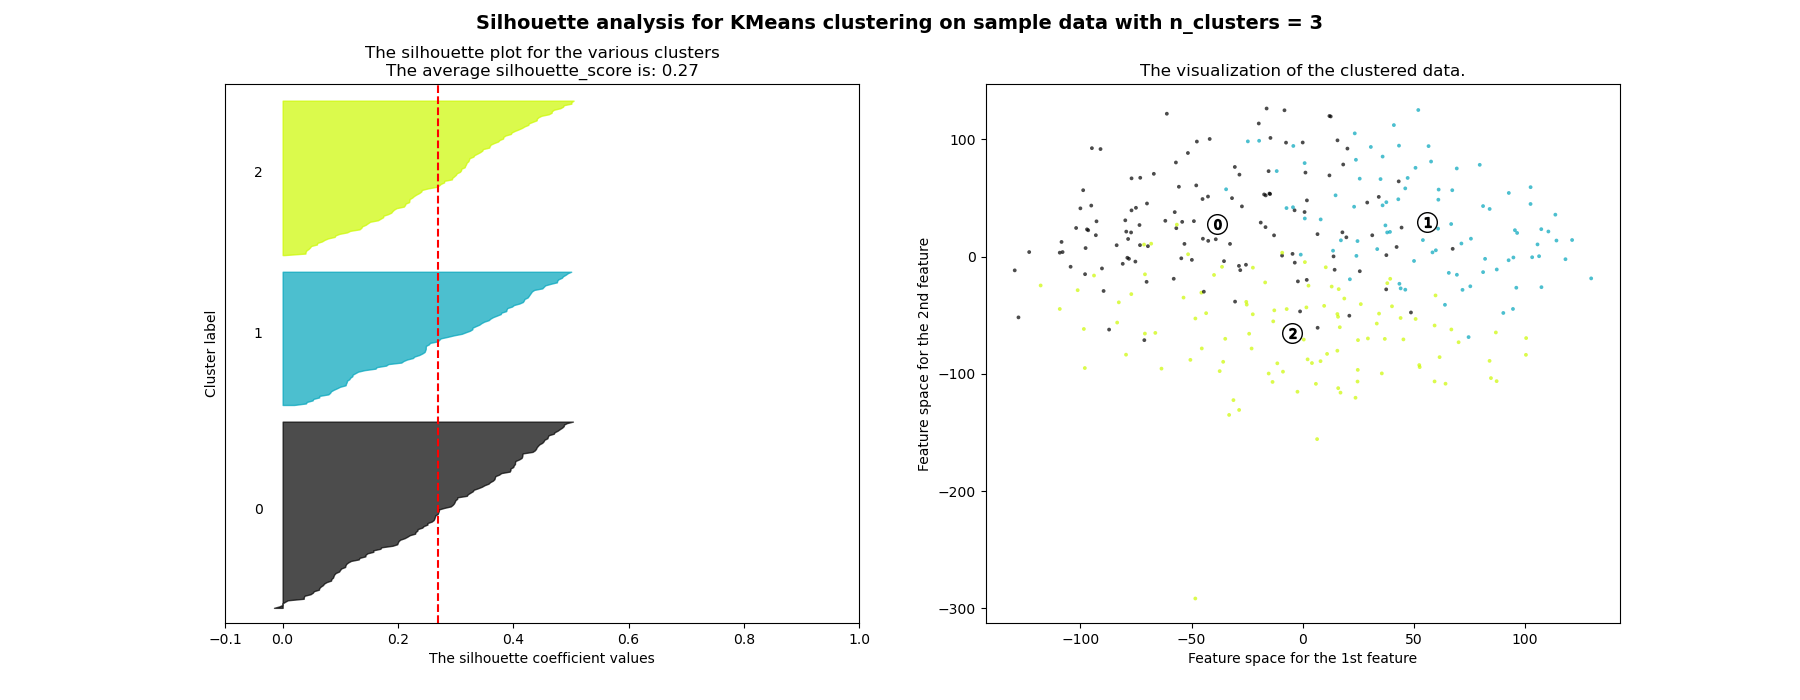 Silhouette analysis for KMeans clustering on sample data with n_clusters = 3
The silhouette plot for the various clusters
The average silhouette_score is: 0.27
Cluster label
2
1
0
−0.1 0.0 0.2 0.4 0.6 0.8 1.0
The silhouette coefficient values
The visualization of the clustered data.
Feature space for the 2nd feature
100
0
−100
−200
−300
0
1
2
−100 −50 0 50 100
Feature space for the 1st feature